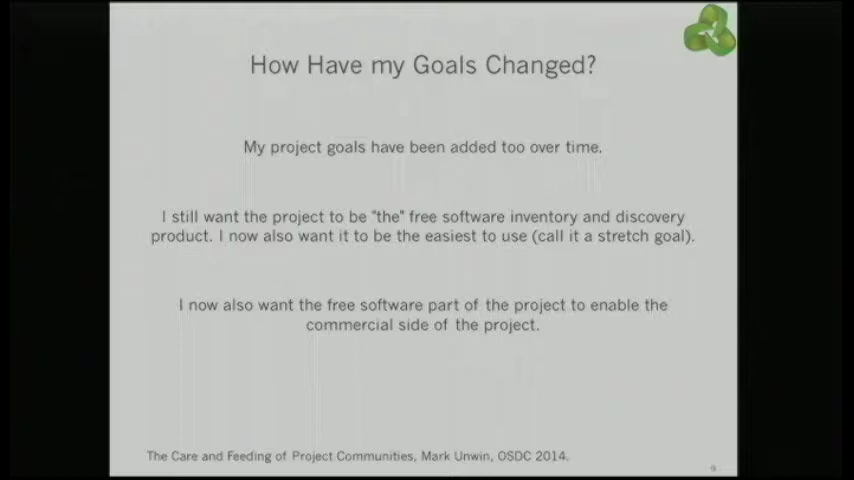 How Have my Goals Changed?
My project goals have been added too over time.
I still want the project to be "the" free software inventory and discovery
product. I now also want it to be the easiest to use (call it a stretch goal).
I now also want the free software part of the project to enable the
commercial side of the project.
The Care and Feeding of Project Communities, Mark Unwin, OSDC 2014.
9